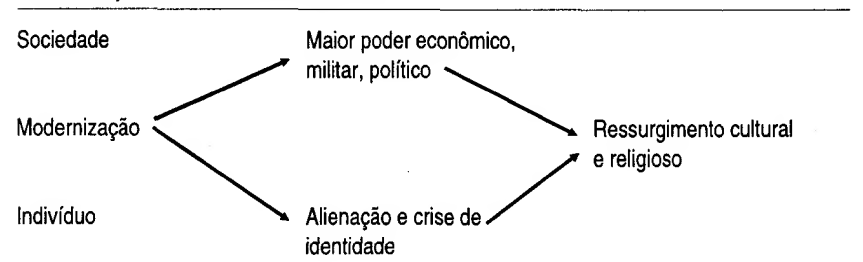 Sociedade
Maior poder econômico,
militar, político
Modernização
Ressurgimento cultural
e religioso
Indivíduo
Alienação e crise de
identidade